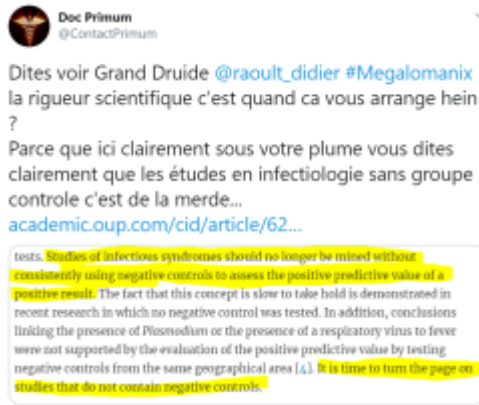 Doc Primum
@ContactPrimum
Dites voir Grand Druide @raoult_didier #Megalomanix
la rigueur scientifique c'est quand ca vous arrange hein
?
Parce que ici clairement sous votre plume vous dites
clairement que les études en infectiologie sans groupe
controle c'est de la merde...
academic.oup.com/cid/article/62...
tests. Studies of infectious syndromes should no longer be mined without
consistently using negative controls to assess the positive predictive value of a
positive result. The fact that this concept is slow to take hold is demonstrated in
recent research in which no negative control was tested. In addition, conclusions
linking the presence of Plasmodium or the presence of a respiratory virus to fever
were not supported by the evaluation of the positive predictive value by testing
negative controls from the same geographical area [4]. It is time to turn the page on
studies that do not contain negative controls.